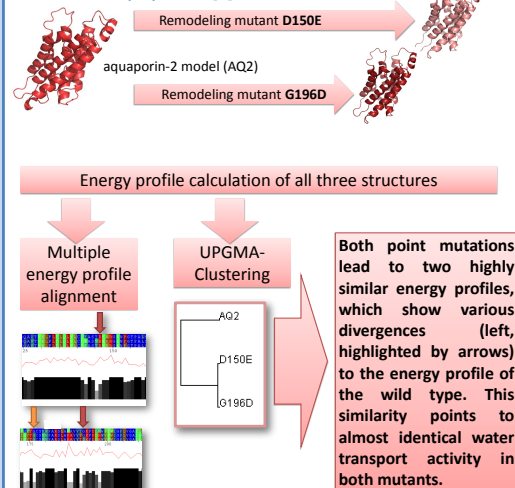 Remodeling mutant D150E
aquaporin-2 model (AQ2)
Remodeling mutant G196D
Energy profile calculation of all three structures
Multiple
energy profile
alignment
UPGMA-
Clustering
AQ2
D150E
G196D
Both point mutations
lead to two highly
similar energy profiles,
which show various
divergences (left,
highlighted by arrows)
to the energy profile of
the wild type. This
similarity points to
almost identical water
transport activity in
both mutants.